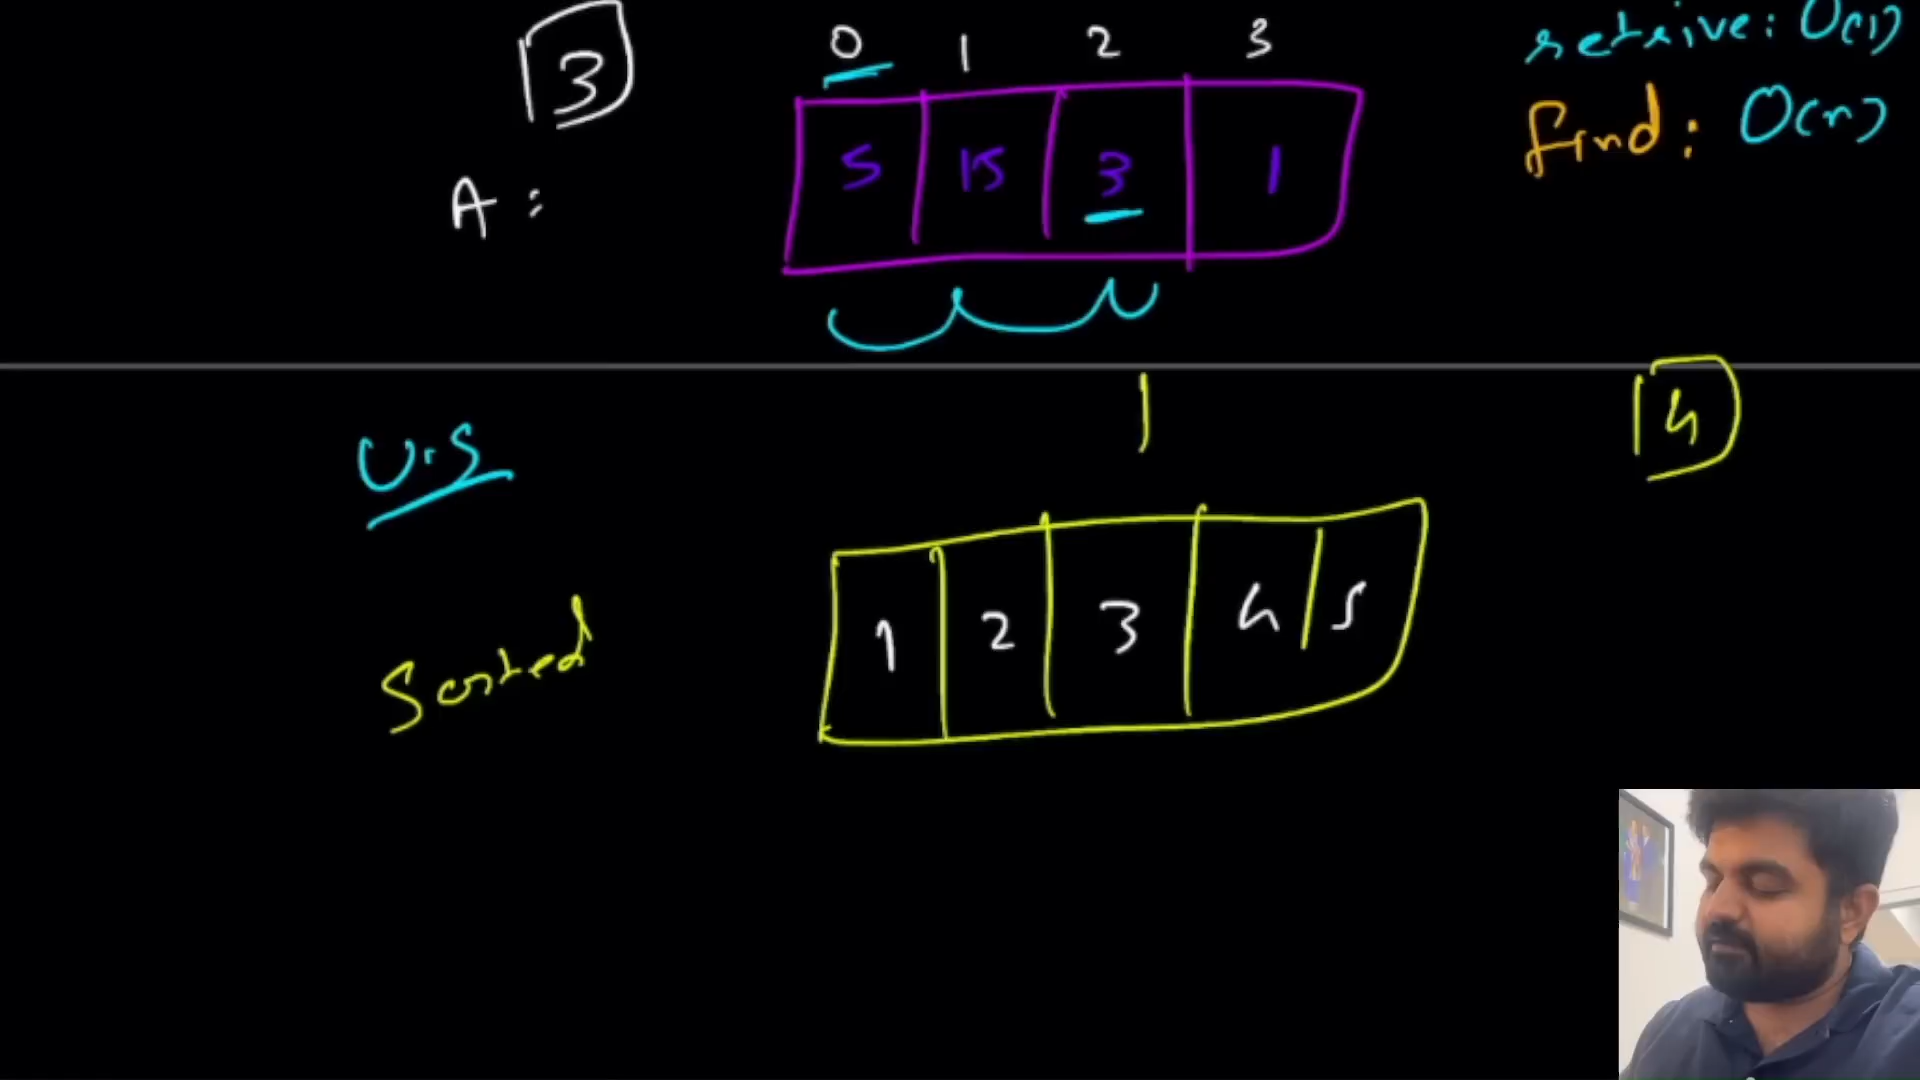 3
0 1 2 3
retrive: O(1)
find: O(n)
A :
5 15 3 1
U.S
4
Sorted
1 2 3 4 5